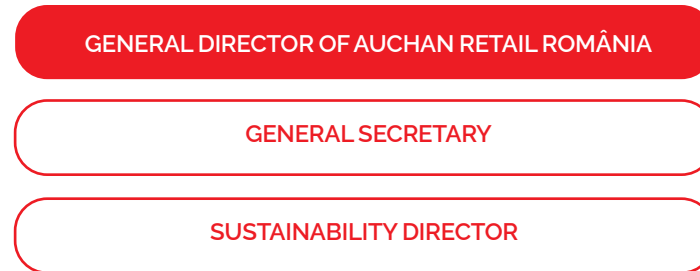 GENERAL DIRECTOR OF AUCHAN RETAIL ROMÂNIA
GENERAL SECRETARY
SUSTAINABILITY DIRECTOR